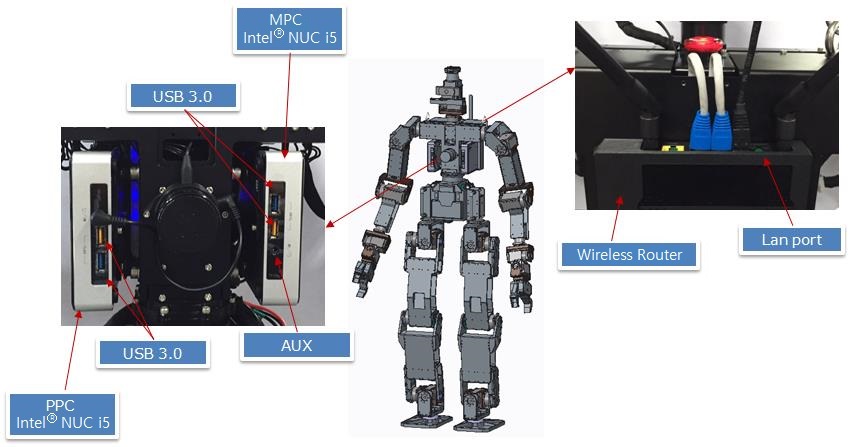 MPC
Intel® NUC i5
USB 3.0
Wireless Router
Lan port
USB 3.0
AUX
PPC
Intel® NUC i5